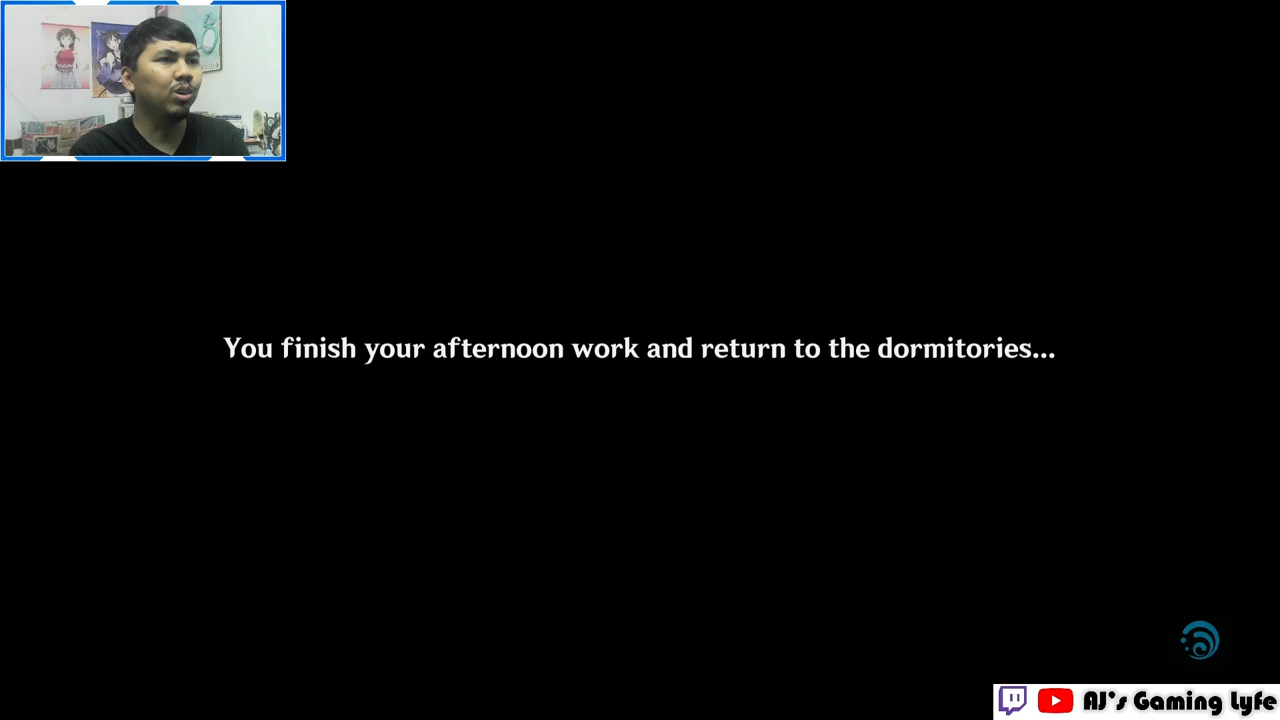 You finish your afternoon work and return to the dormitories...
AJ's Gaming Lyfe